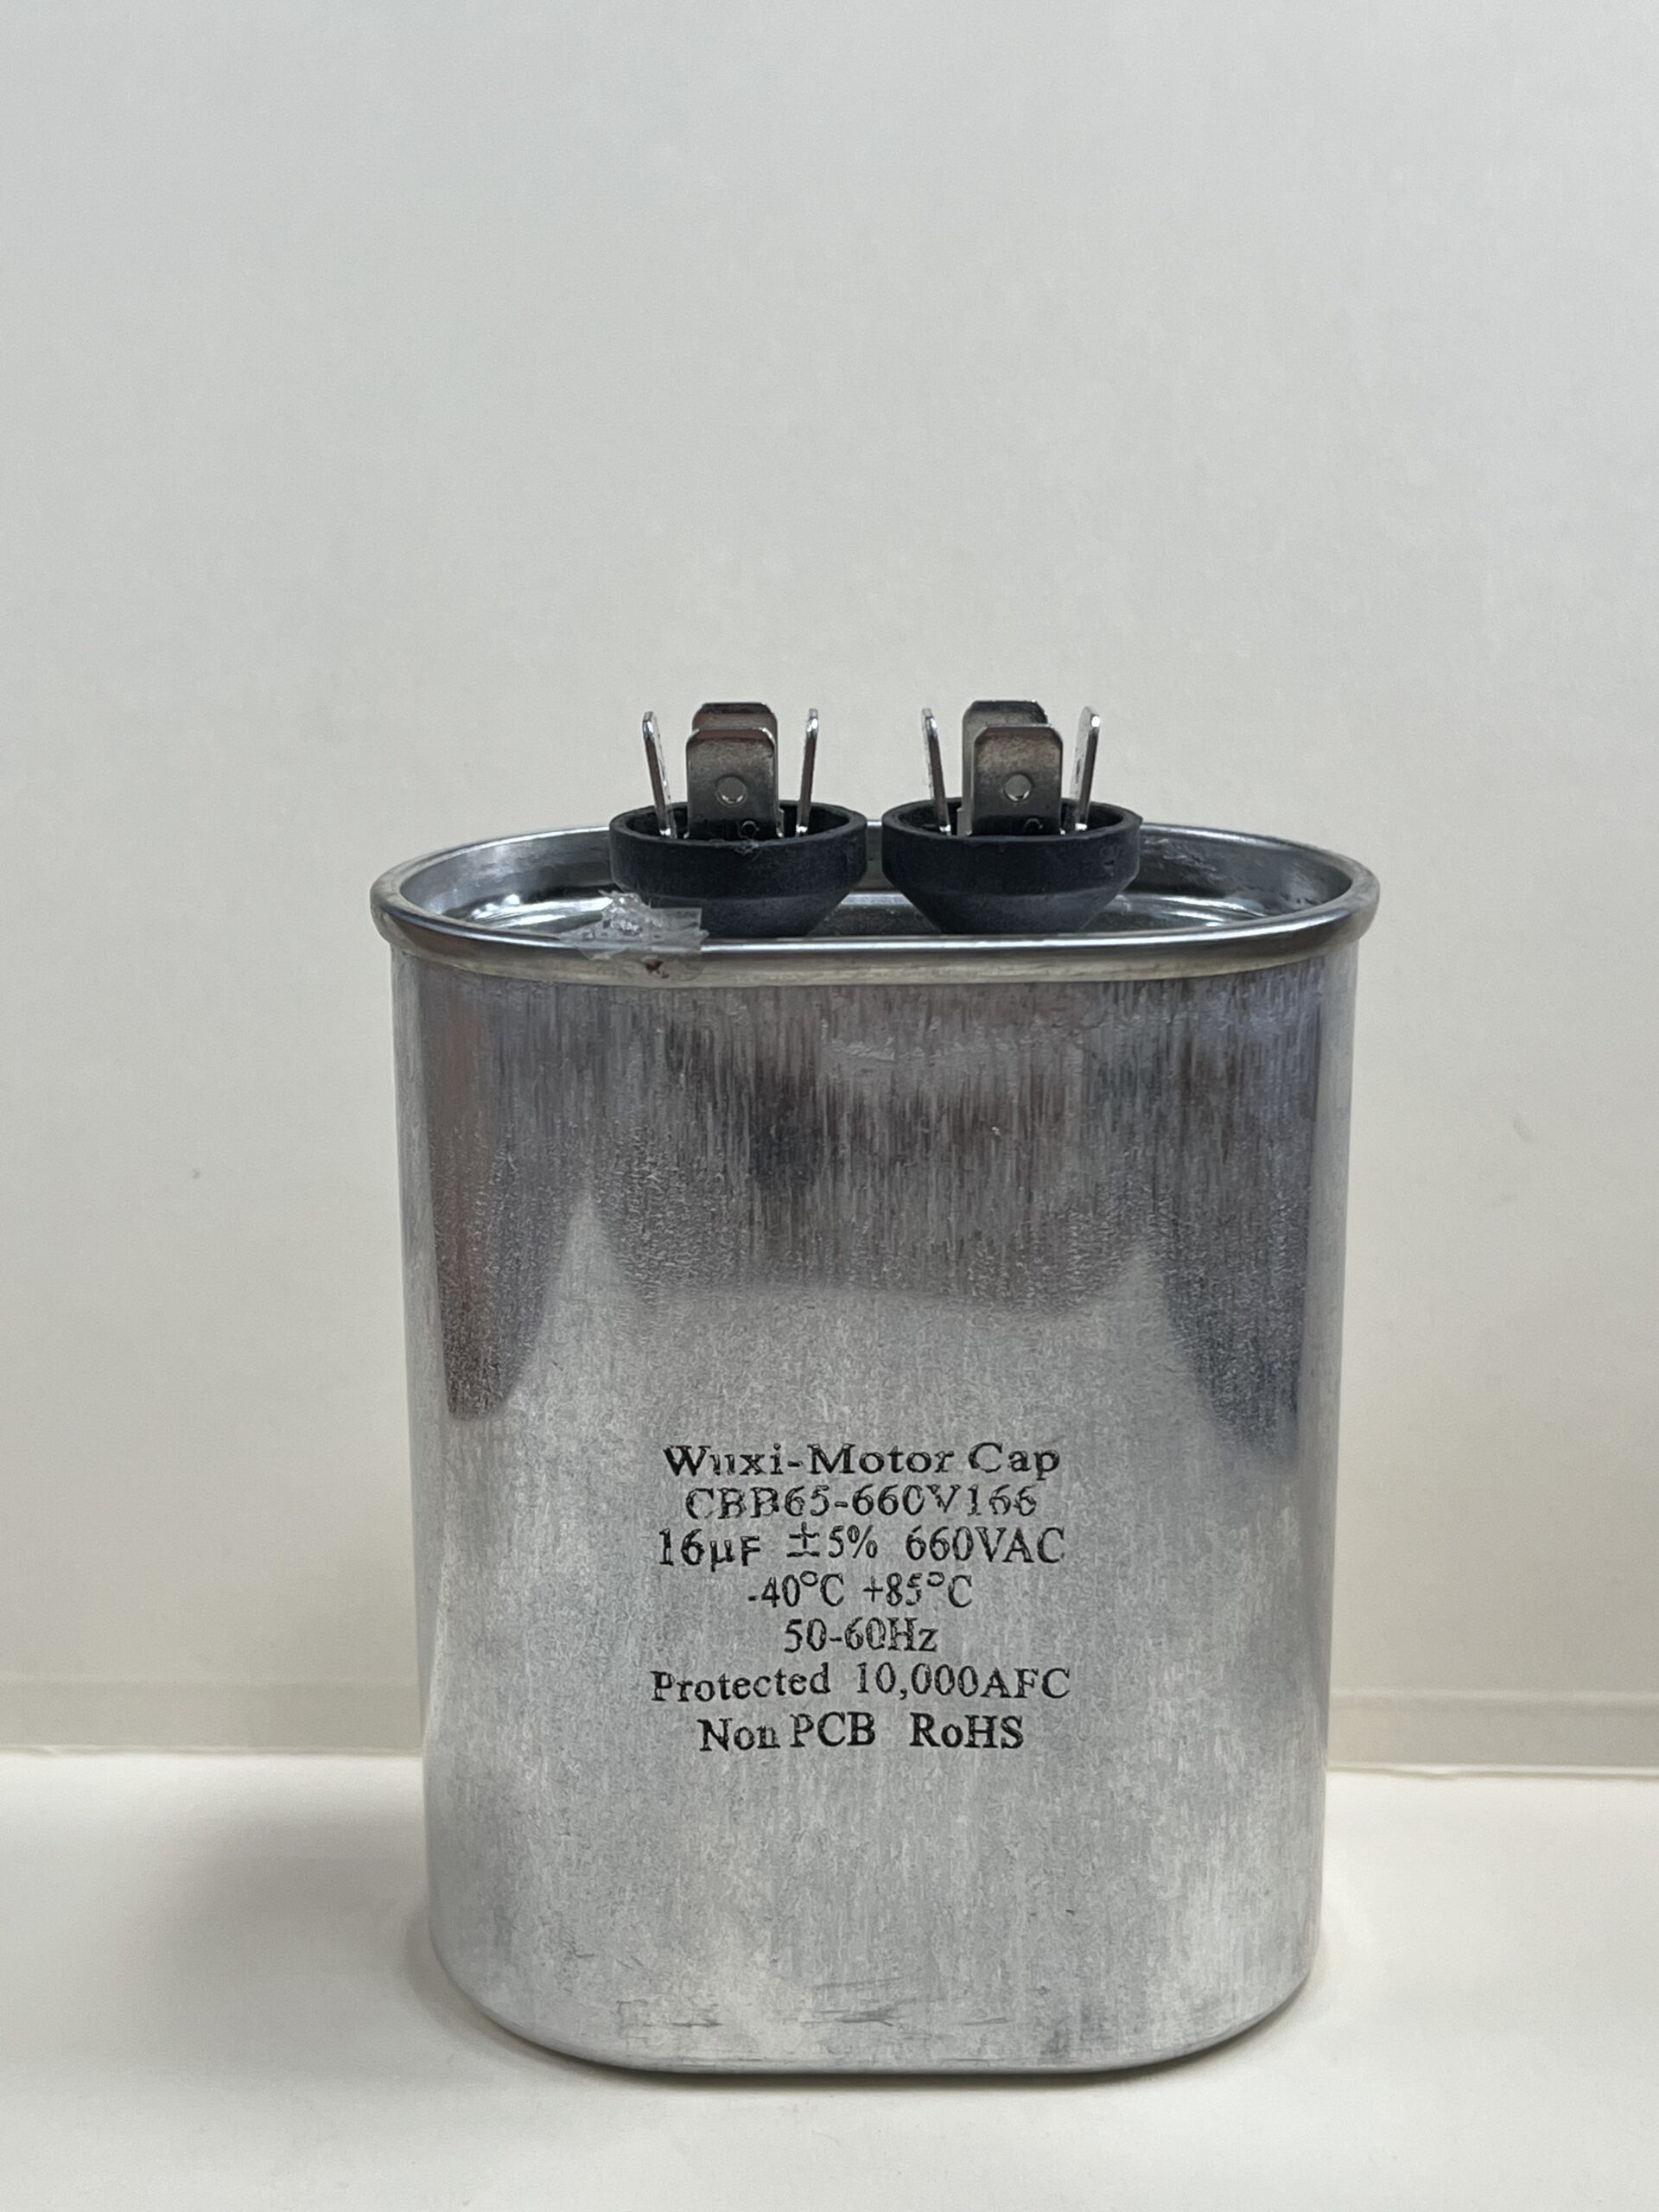 Wuxi-Motor Cap
CBB65-660V166
16μF ±5% 660VAC
-40°C +85°C
50-60Hz
Protected 10,000AFC
Non PCB RoHS